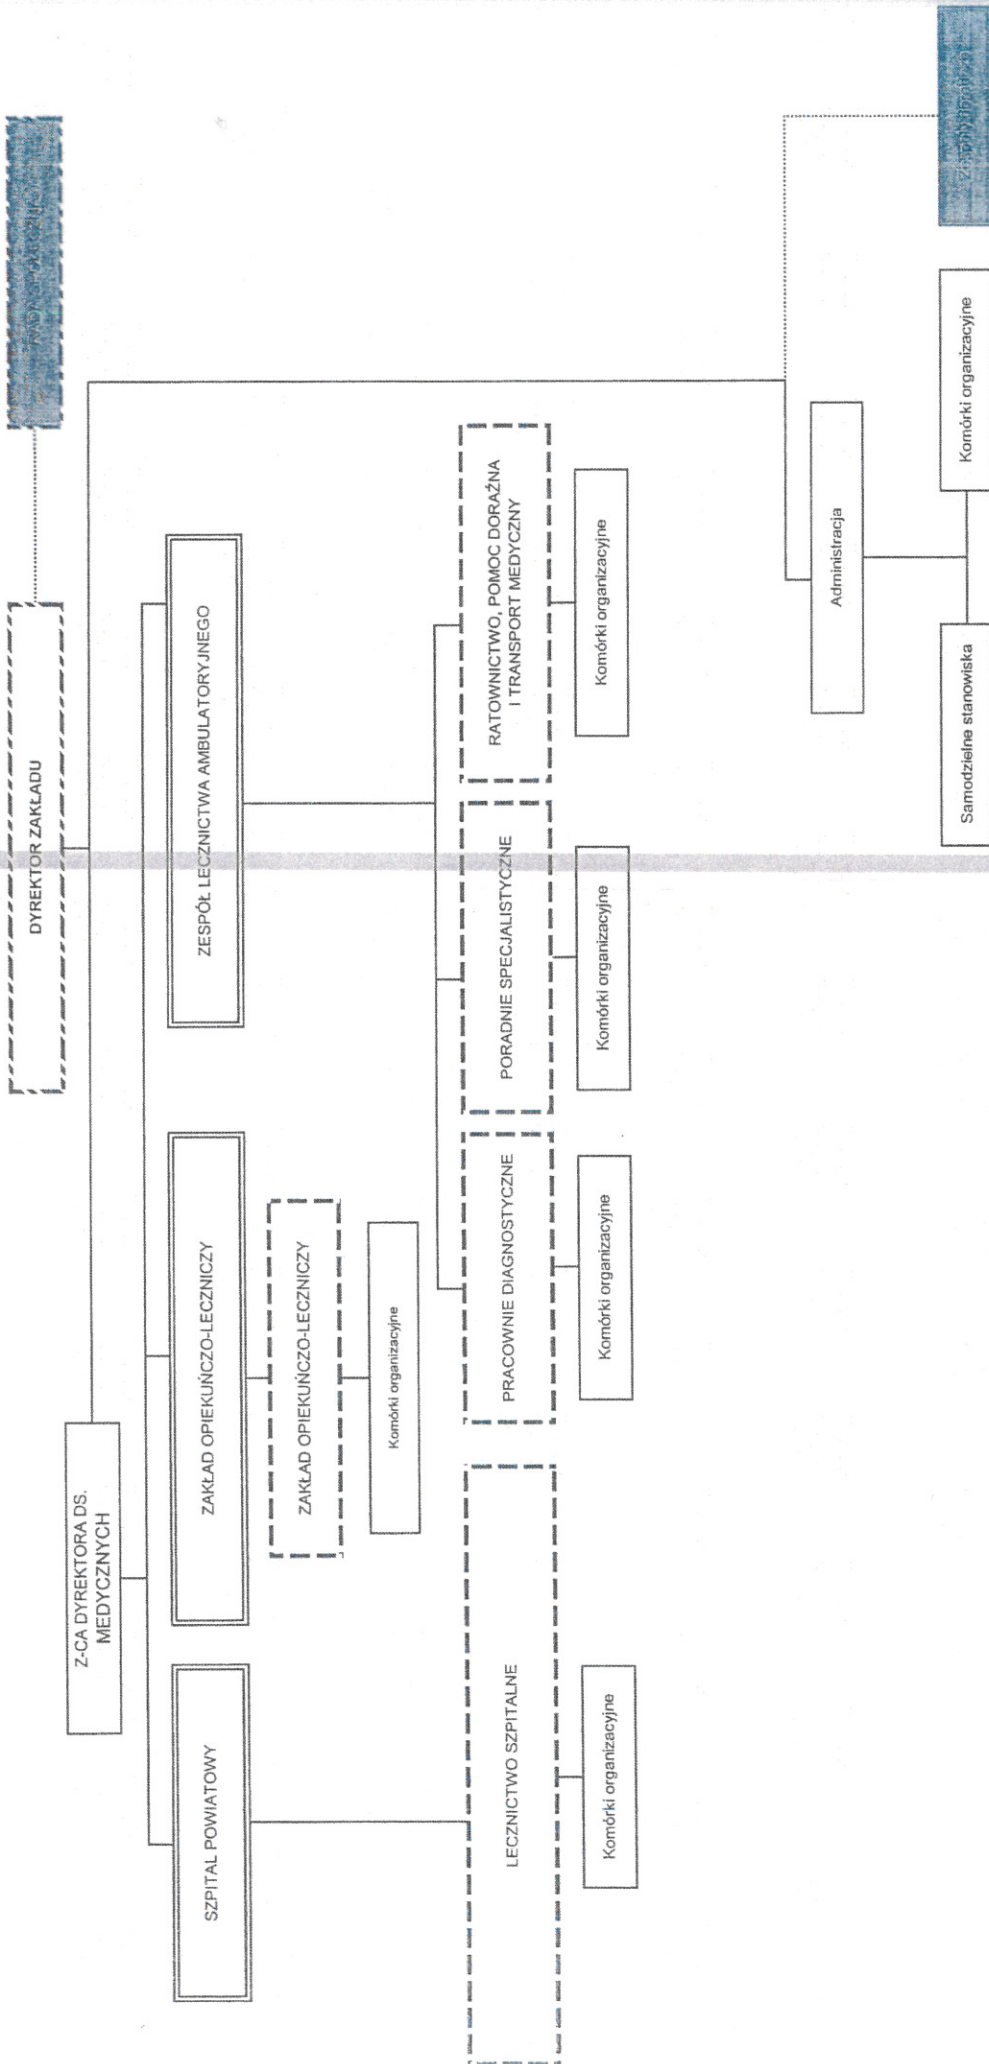 DYREKTOR ZAKŁADU
RADA SPOŁECZNA
Z-CA DYREKTORA DS.
MEDYCZNYCH
SZPITAL POWIATOWY
ZAKŁAD OPIEKUŃCZO-LECZNICZY
ZESPÓŁ LECZNICTWA AMBULATORYJNEGO
ZAKŁAD OPIEKUŃCZO-LECZNICZY
Komórki organizacyjne
LECZNICTWO SZPITALNE
PRACOWNIE DIAGNOSTYCZNE
PORADNIE SPECJALISTYCZNE
RATOWNICTWO, POMOC DORAŹNA
I TRANSPORT MEDYCZNY
Komórki organizacyjne
Komórki organizacyjne
Komórki organizacyjne
Komórki organizacyjne
Administracja
Samodzielne stanowiska
Komórki organizacyjne